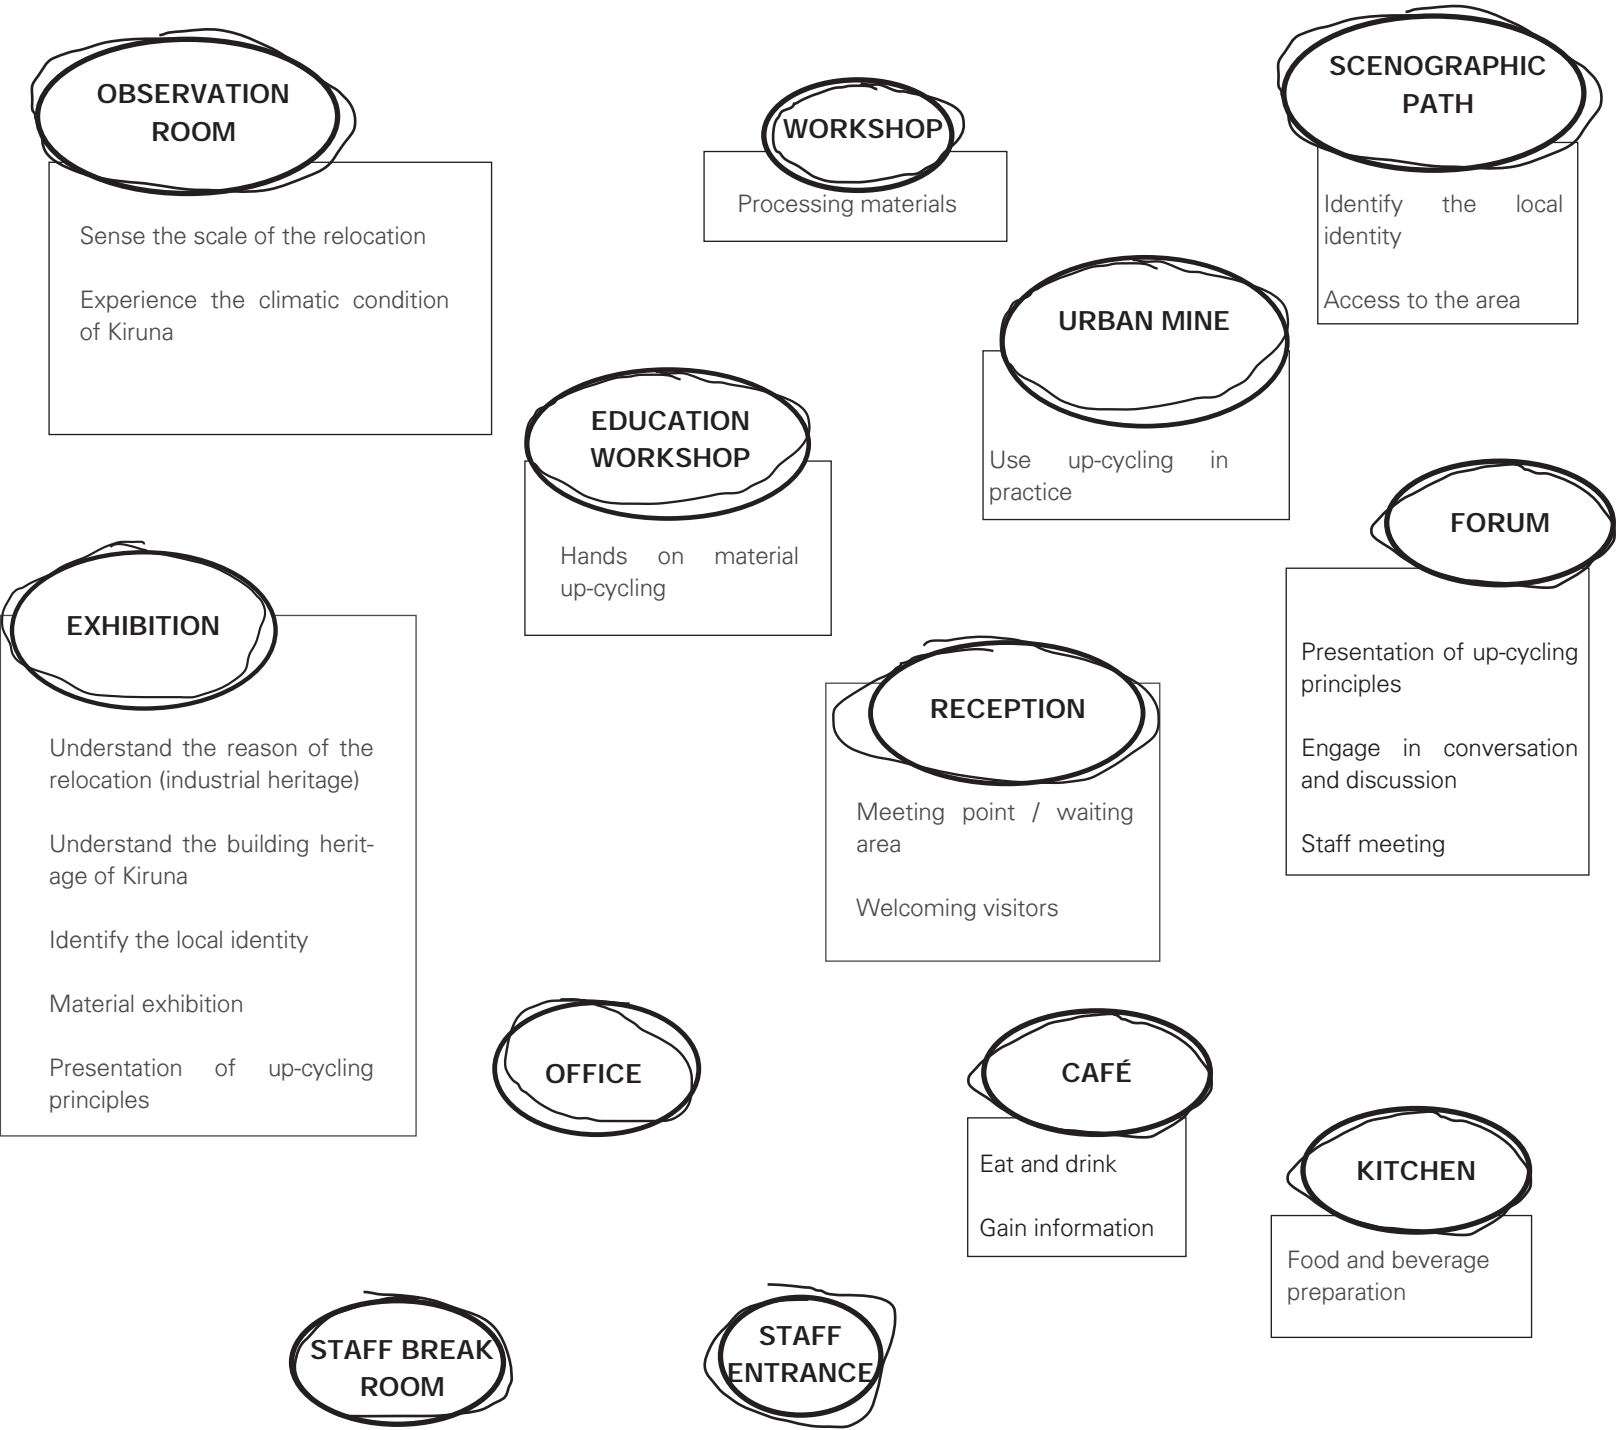 OBSERVATION
ROOM
Sense the scale of the relocation
Experience the climatic condition
of Kiruna
WORKSHOP
Processing materials
SCENOGRAPHIC
PATH
Identify the local
identity
Access to the area
URBAN MINE
Use up-cycling in
practice
EDUCATION
WORKSHOP
Hands on material
up-cycling
FORUM
Presentation of up-cycling
principles
Engage in conversation
and discussion
Staff meeting
EXHIBITION
Understand the reason of the
relocation (industrial heritage)
Understand the building herit-
age of Kiruna
Identify the local identity
Material exhibition
Presentation of up-cycling
principles
RECEPTION
Meeting point / waiting
area
Welcoming visitors
OFFICE
CAFÉ
Eat and drink
Gain information
KITCHEN
Food and beverage
preparation
STAFF BREAK
ROOM
STAFF
ENTRANCE